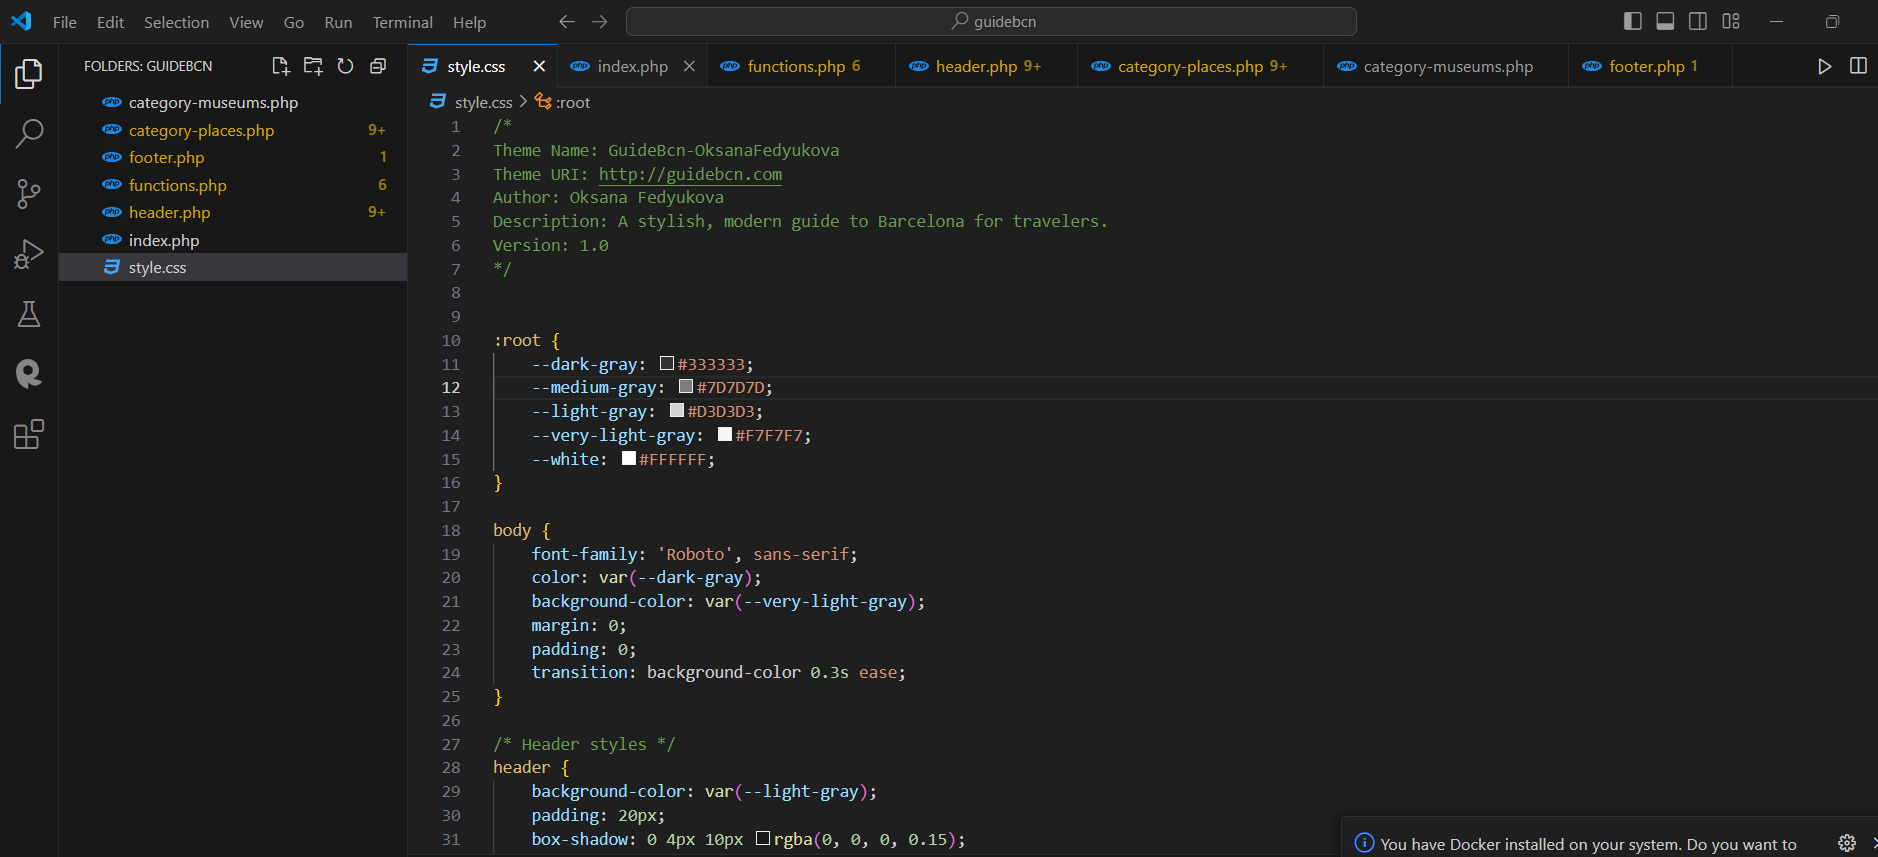 File Edit Selection View Go Run Terminal Help guidebcn
FOLDERS: GUIDEBCN
category-museums.php
category-places.php 9+
footer.php 1
functions.php 6
header.php 9+
index.php
style.css
style.css index.php functions.php 6 header.php 9+ category-places.php 9+ category-museums.php footer.php 1
style.css > :root
1 /*
2 Theme Name: GuideBcn-OksanaFedyukova
3 Theme URI: http://guidebcn.com
4 Author: Oksana Fedyukova
5 Description: A stylish, modern guide to Barcelona for travelers.
6 Version: 1.0
7 */
8
9
10 :root {
11 --dark-gray: #333333;
12 --medium-gray: #7D7D7D;
13 --light-gray: #D3D3D3;
14 --very-light-gray: #F7F7F7;
15 --white: #FFFFFF;
16 }
17
18 body {
19 font-family: 'Roboto', sans-serif;
20 color: var(--dark-gray);
21 background-color: var(--very-light-gray);
22 margin: 0;
23 padding: 0;
24 transition: background-color 0.3s ease;
25 }
26
27 /* Header styles */
28 header {
29 background-color: var(--light-gray);
30 padding: 20px;
31 box-shadow: 0 4px 10px rgba(0, 0, 0, 0.15);
You have Docker installed on your system. Do you want to